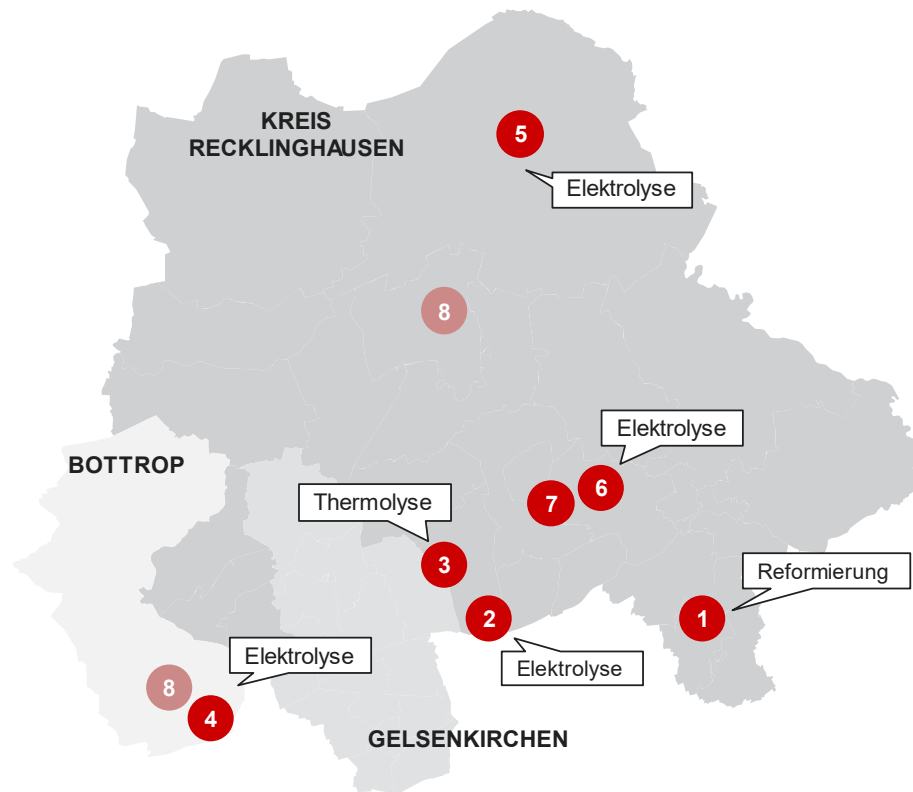 KREIS
RECKLINGHAUSEN
5
Elektrolyse
8
Elektrolyse
BOTTROP
6
7
Thermolyse
3
Reformierung
2
1
Elektrolyse
Elektrolyse
8
4
GELSENKIRCHEN